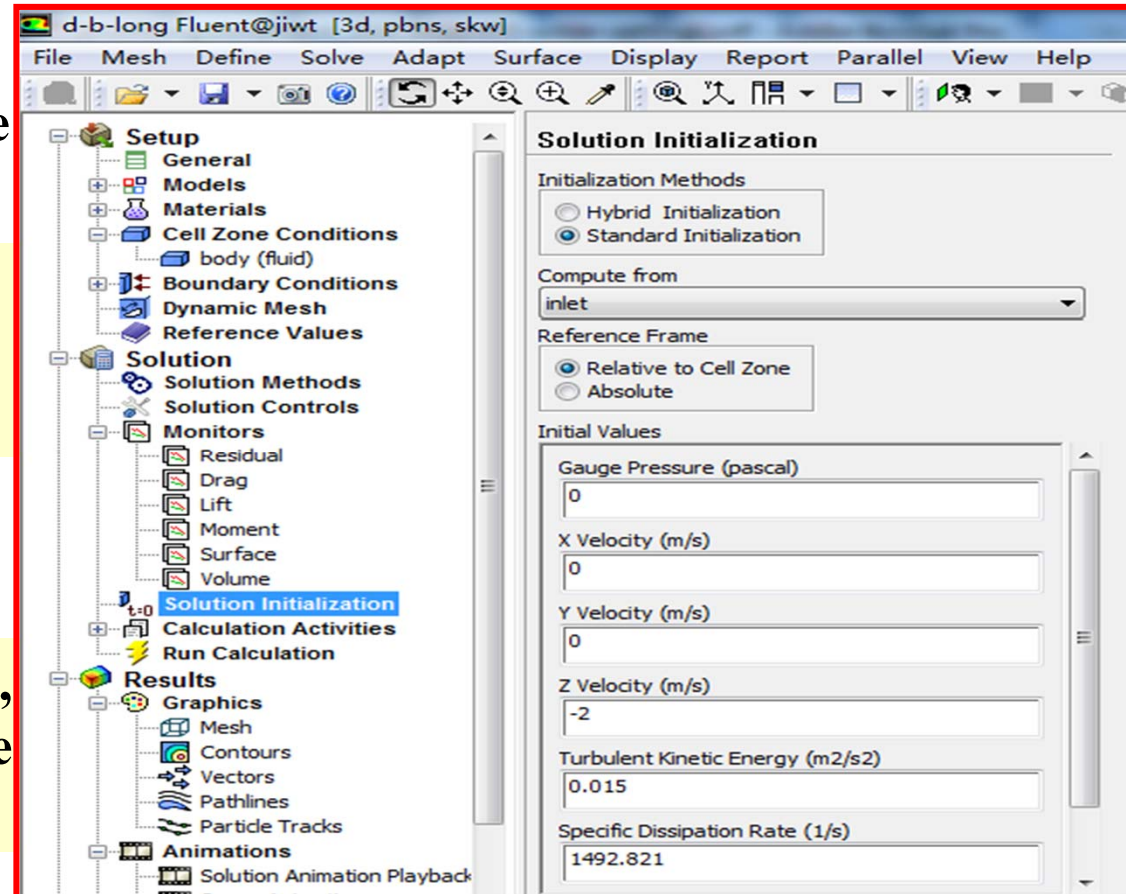 d-b-long Fluent@jiwt [3d, pbns, skw]
File Mesh Define Solve Adapt Surface Display Report Parallel View Help
e
,
e
Setup
General
Models
Materials
Cell Zone Conditions
body (fluid)
Boundary Conditions
Dynamic Mesh
Reference Values
Solution
Solution Methods
Solution Controls
Monitors
Residual
Drag
Lift
Moment
Surface
Volume
t=0 Solution Initialization
Calculation Activities
Run Calculation
Results
Graphics
Mesh
Contours
Vectors
Pathlines
Particle Tracks
Animations
Solution Animation Playback
Solution Initialization
Initialization Methods
Hybrid Initialization
Standard Initialization
Compute from
inlet
Reference Frame
Relative to Cell Zone
Absolute
Initial Values
Gauge Pressure (pascal)
0
X Velocity (m/s)
0
Y Velocity (m/s)
0
Z Velocity (m/s)
-2
Turbulent Kinetic Energy (m2/s2)
0.015
Specific Dissipation Rate (1/s)
1492.821